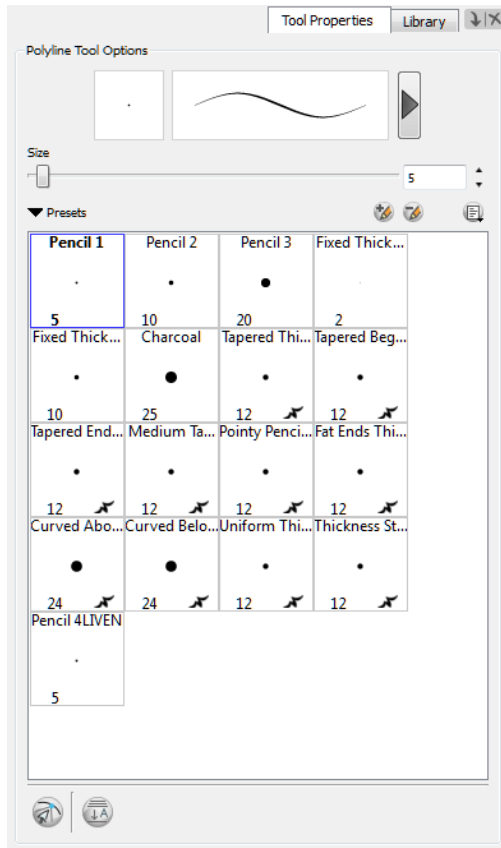 Tool Properties Library
Polyline Tool Options
Size
5
Presets
Pencil 1 Pencil 2 Pencil 3 Fixed Thick...
5 10 20 2
Fixed Thick... Charcoal Tapered Thi... Tapered Beg...
10 25 12 12
Tapered End... Medium Ta... Pointy Penci... Fat Ends Thi...
12 12 12 12
Curved Abo... Curved Belo... Uniform Thi... Thickness St...
24 24 12 12
Pencil 4LIVEN
5
A